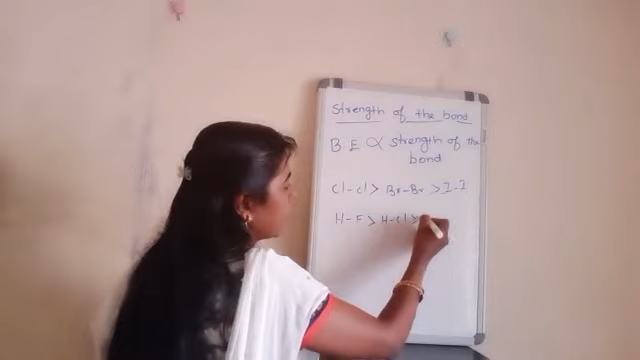 Strength of the bond
B E ∝ strength of the
bond
Cl-Cl > Br-Br > I-I
H-F > H-Cl >